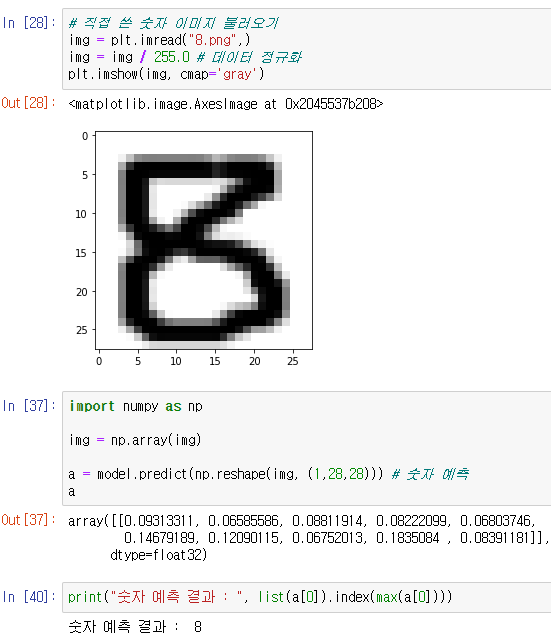 In [28]: # 직접 쓴 숫자 이미지 불러오기
img = plt.imread("8.png",)
img = img / 255.0 # 데이터 정규화
plt.imshow(img, cmap='gray')
Out[28]: <matplotlib.image.AxesImage at 0x2045537b208>
0
5
10
15
20
25
0 5 10 15 20 25
In [37]: import numpy as np
img = np.array(img)
a = model.predict(np.reshape(img, (1,28,28))) # 숫자 예측
a
Out[37]: array([[0.09313311, 0.06585586, 0.08811914, 0.08222099, 0.06803746,
0.14679189, 0.12090115, 0.06752013, 0.1835084 , 0.08391181]],
dtype=float32)
In [40]: print("숫자 예측 결과 : ", list(a[0]).index(max(a[0])))
숫자 예측 결과 :  8